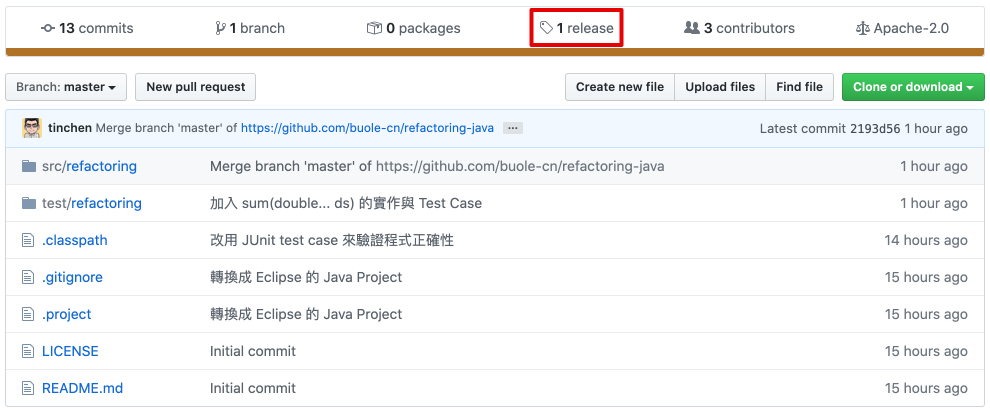 13 commits 1 branch 0 packages 1 release 3 contributors Apache-2.0
Branch: master New pull request Create new file Upload files Find file Clone or download
tinchen Merge branch 'master' of https://github.com/buole-cn/refactoring-java ... Latest commit 2193d56 1 hour ago
src/refactoring Merge branch 'master' of https://github.com/buole-cn/refactoring-java 1 hour ago
test/refactoring 加入 sum(double... ds) 的實作與 Test Case 1 hour ago
.classpath 改用 JUnit test case 來驗證程式正確性 14 hours ago
.gitignore 轉換成 Eclipse 的 Java Project 15 hours ago
.project 轉換成 Eclipse 的 Java Project 15 hours ago
LICENSE Initial commit 15 hours ago
README.md Initial commit 15 hours ago